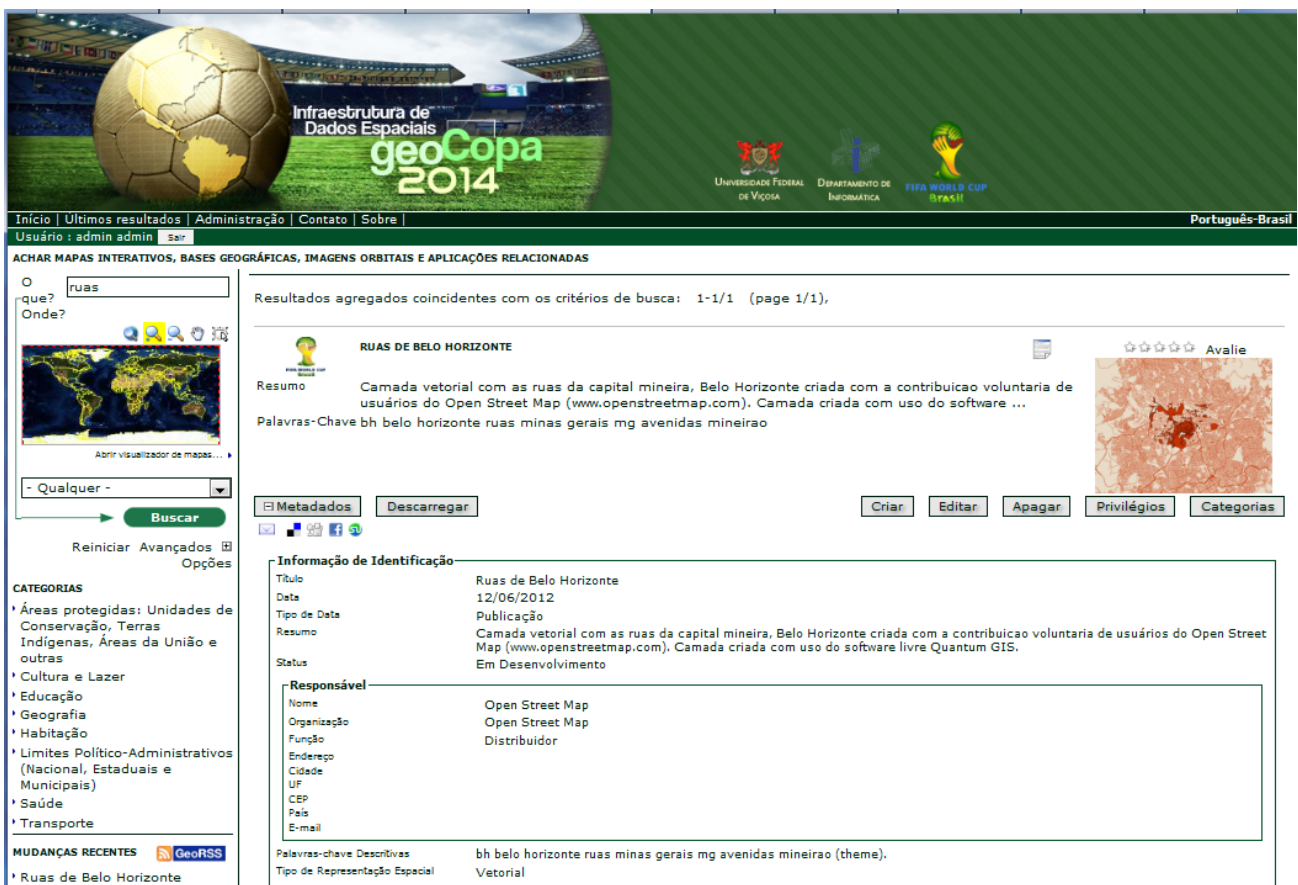 Infraestrutura de
Dados Espaciais
geoCopa
2014
UNIVERSIDADE FEDERAL
DE VIÇOSA
DEPARTAMENTO DE
INFORMÁTICA
FIFA WORLD CUP
Brasil
Início | Últimos resultados | Administração | Contato | Sobre |
Português-Brasil
Usuário : admin admin Sair
ACHAR MAPAS INTERATIVOS, BASES GEOGRÁFICAS, IMAGENS ORBITAIS E APLICAÇÕES RELACIONADAS
O
que?
ruas
Onde?
Abrir visualizador de mapas...
- Qualquer -
Buscar
Reiniciar Avançados
Opções
CATEGORIAS
Áreas protegidas: Unidades de
Conservação, Terras
Indígenas, Áreas da União e
outras
Cultura e Lazer
Educação
Geografia
Habitação
Limites Político-Administrativos
(Nacional, Estaduais e
Municipais)
Saúde
Transporte
MUDANÇAS RECENTES GeoRSS
Ruas de Belo Horizonte
Resultados agregados coincidentes com os critérios de busca: 1-1/1 (page 1/1),
FIFA WORLD CUP
Brasil
RUAS DE BELO HORIZONTE
Avalie
Resumo Camada vetorial com as ruas da capital mineira, Belo Horizonte criada com a contribuicao voluntaria de
usuários do Open Street Map (www.openstreetmap.com). Camada criada com uso do software ...
Palavras-Chave bh belo horizonte ruas minas gerais mg avenidas mineirao
Metadados Descarregar Criar Editar Apagar Privilégios Categorias
Informação de Identificação
Título Ruas de Belo Horizonte
Data 12/06/2012
Tipo de Data Publicação
Resumo Camada vetorial com as ruas da capital mineira, Belo Horizonte criada com a contribuicao voluntaria de usuários do Open Street
Map (www.openstreetmap.com). Camada criada com uso do software livre Quantum GIS.
Status Em Desenvolvimento
Responsável
Nome Open Street Map
Organização Open Street Map
Função Distribuidor
Endereço
Cidade
UF
CEP
País
E-mail
Palavras-chave Descritivas bh belo horizonte ruas minas gerais mg avenidas mineirao (theme).
Tipo de Representação Espacial Vetorial